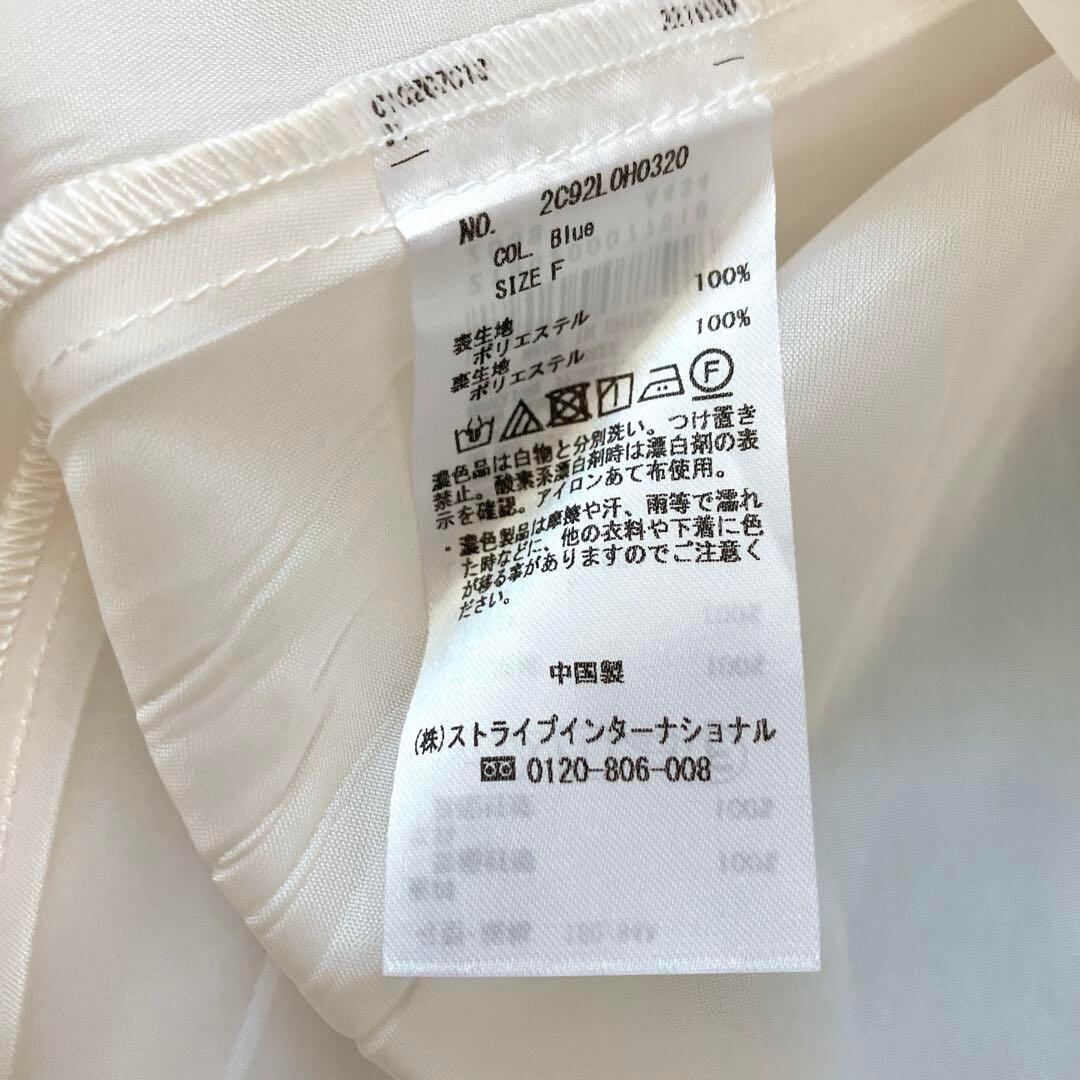 NO. 2C92L0H0320
COL. Blue
SIZE F
表生地 100%
ポリエステル
裏生地 100%
ポリエステル
F
濃色品は白物と分別洗い。つけ置き
禁止。酸素系漂白剤時は漂白剤の表
示を確認。アイロンあて布使用。
・濃色製品は摩擦や汗、雨等で濡れ
た時などに、他の衣料や下着に色
が移る事がありますのでご注意く
ださい。
中国製
(株)ストライプインターナショナル
0120-806-008